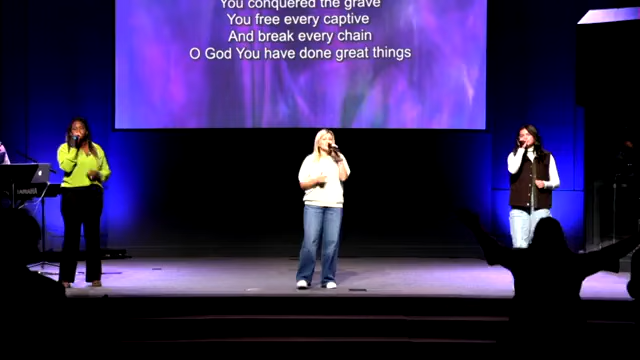 You conquered the grave
You free every captive
And break every chain
O God You have done great things